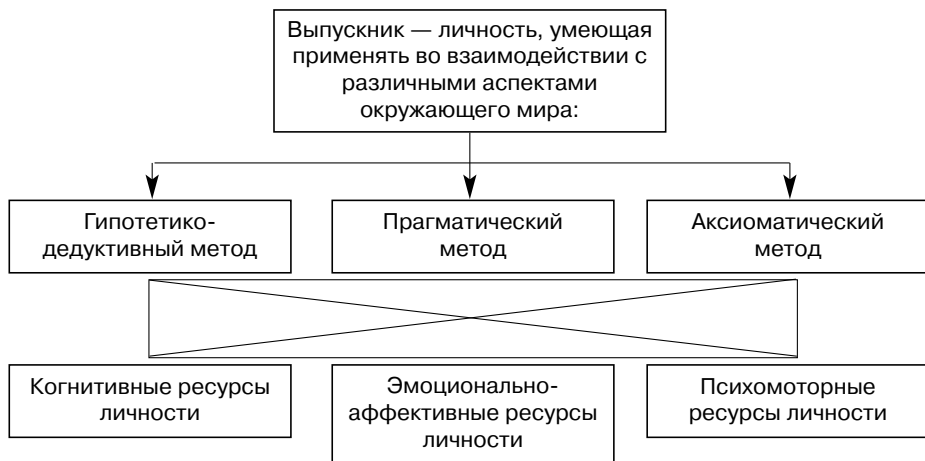 Выпускник — личность, умеющая
применять во взаимодействии с
различными аспектами
окружающего мира:
Гипотетико-
дедуктивный метод
Прагматический
метод
Аксиоматический
метод
Когнитивные ресурсы
личности
Эмоционально-
аффективные ресурсы
личности
Психомоторные
ресурсы личности